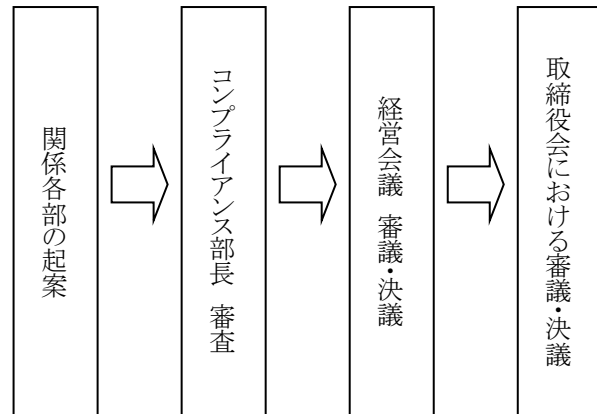 関係各部の起案
コンプライアンス部長 審査
経営会議 審議・決議
取締役会における審議・決議